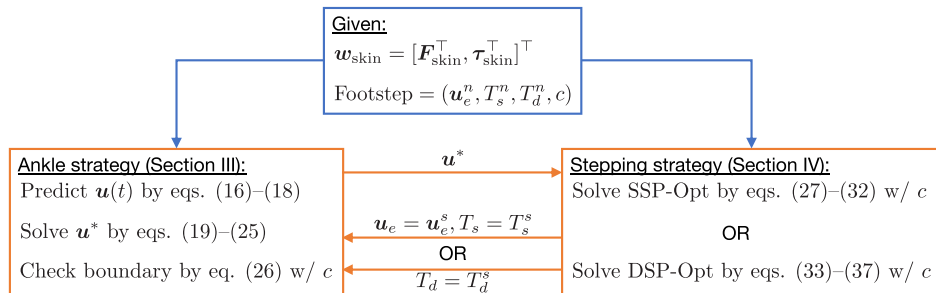 Given:
w_skin = [F_skin^⊤, τ_skin^⊤]^⊤
Footstep = (u_e^n, T_s^n, T_d^n, c)
Ankle strategy (Section III):
Predict u(t) by eqs. (16)–(18)
Solve u* by eqs. (19)–(25)
Check boundary by eq. (26) w/ c
u*
u_e = u_e^s, T_s = T_s^s
OR
T_d = T_d^s
Stepping strategy (Section IV):
Solve SSP-Opt by eqs. (27)–(32) w/ c
OR
Solve DSP-Opt by eqs. (33)–(37) w/ c